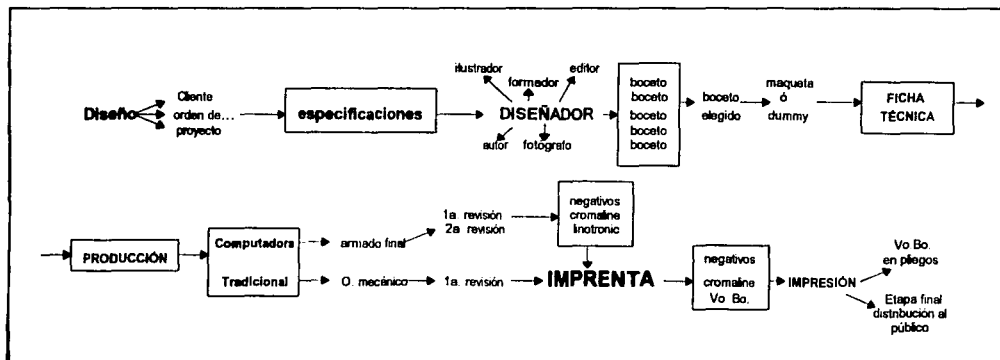 Diseño
Cliente
orden de...
proyecto
especificaciones
ilustrador
formador
editor
DISEÑADOR
autor
fotógrafo
boceto
boceto
boceto
boceto
boceto
boceto
elegido
maqueta
ó
dummy
FICHA
TÉCNICA
PRODUCCIÓN
Computadora
Tradicional
armado final
1a. revisión
2a revisión
negativos
cromaline
linotronic
O. mecánico
1a. revisión
IMPRENTA
negativos
cromaline
Vo Bo.
IMPRESIÓN
Vo Bo.
en pliegos
Etapa final
distribución al
público